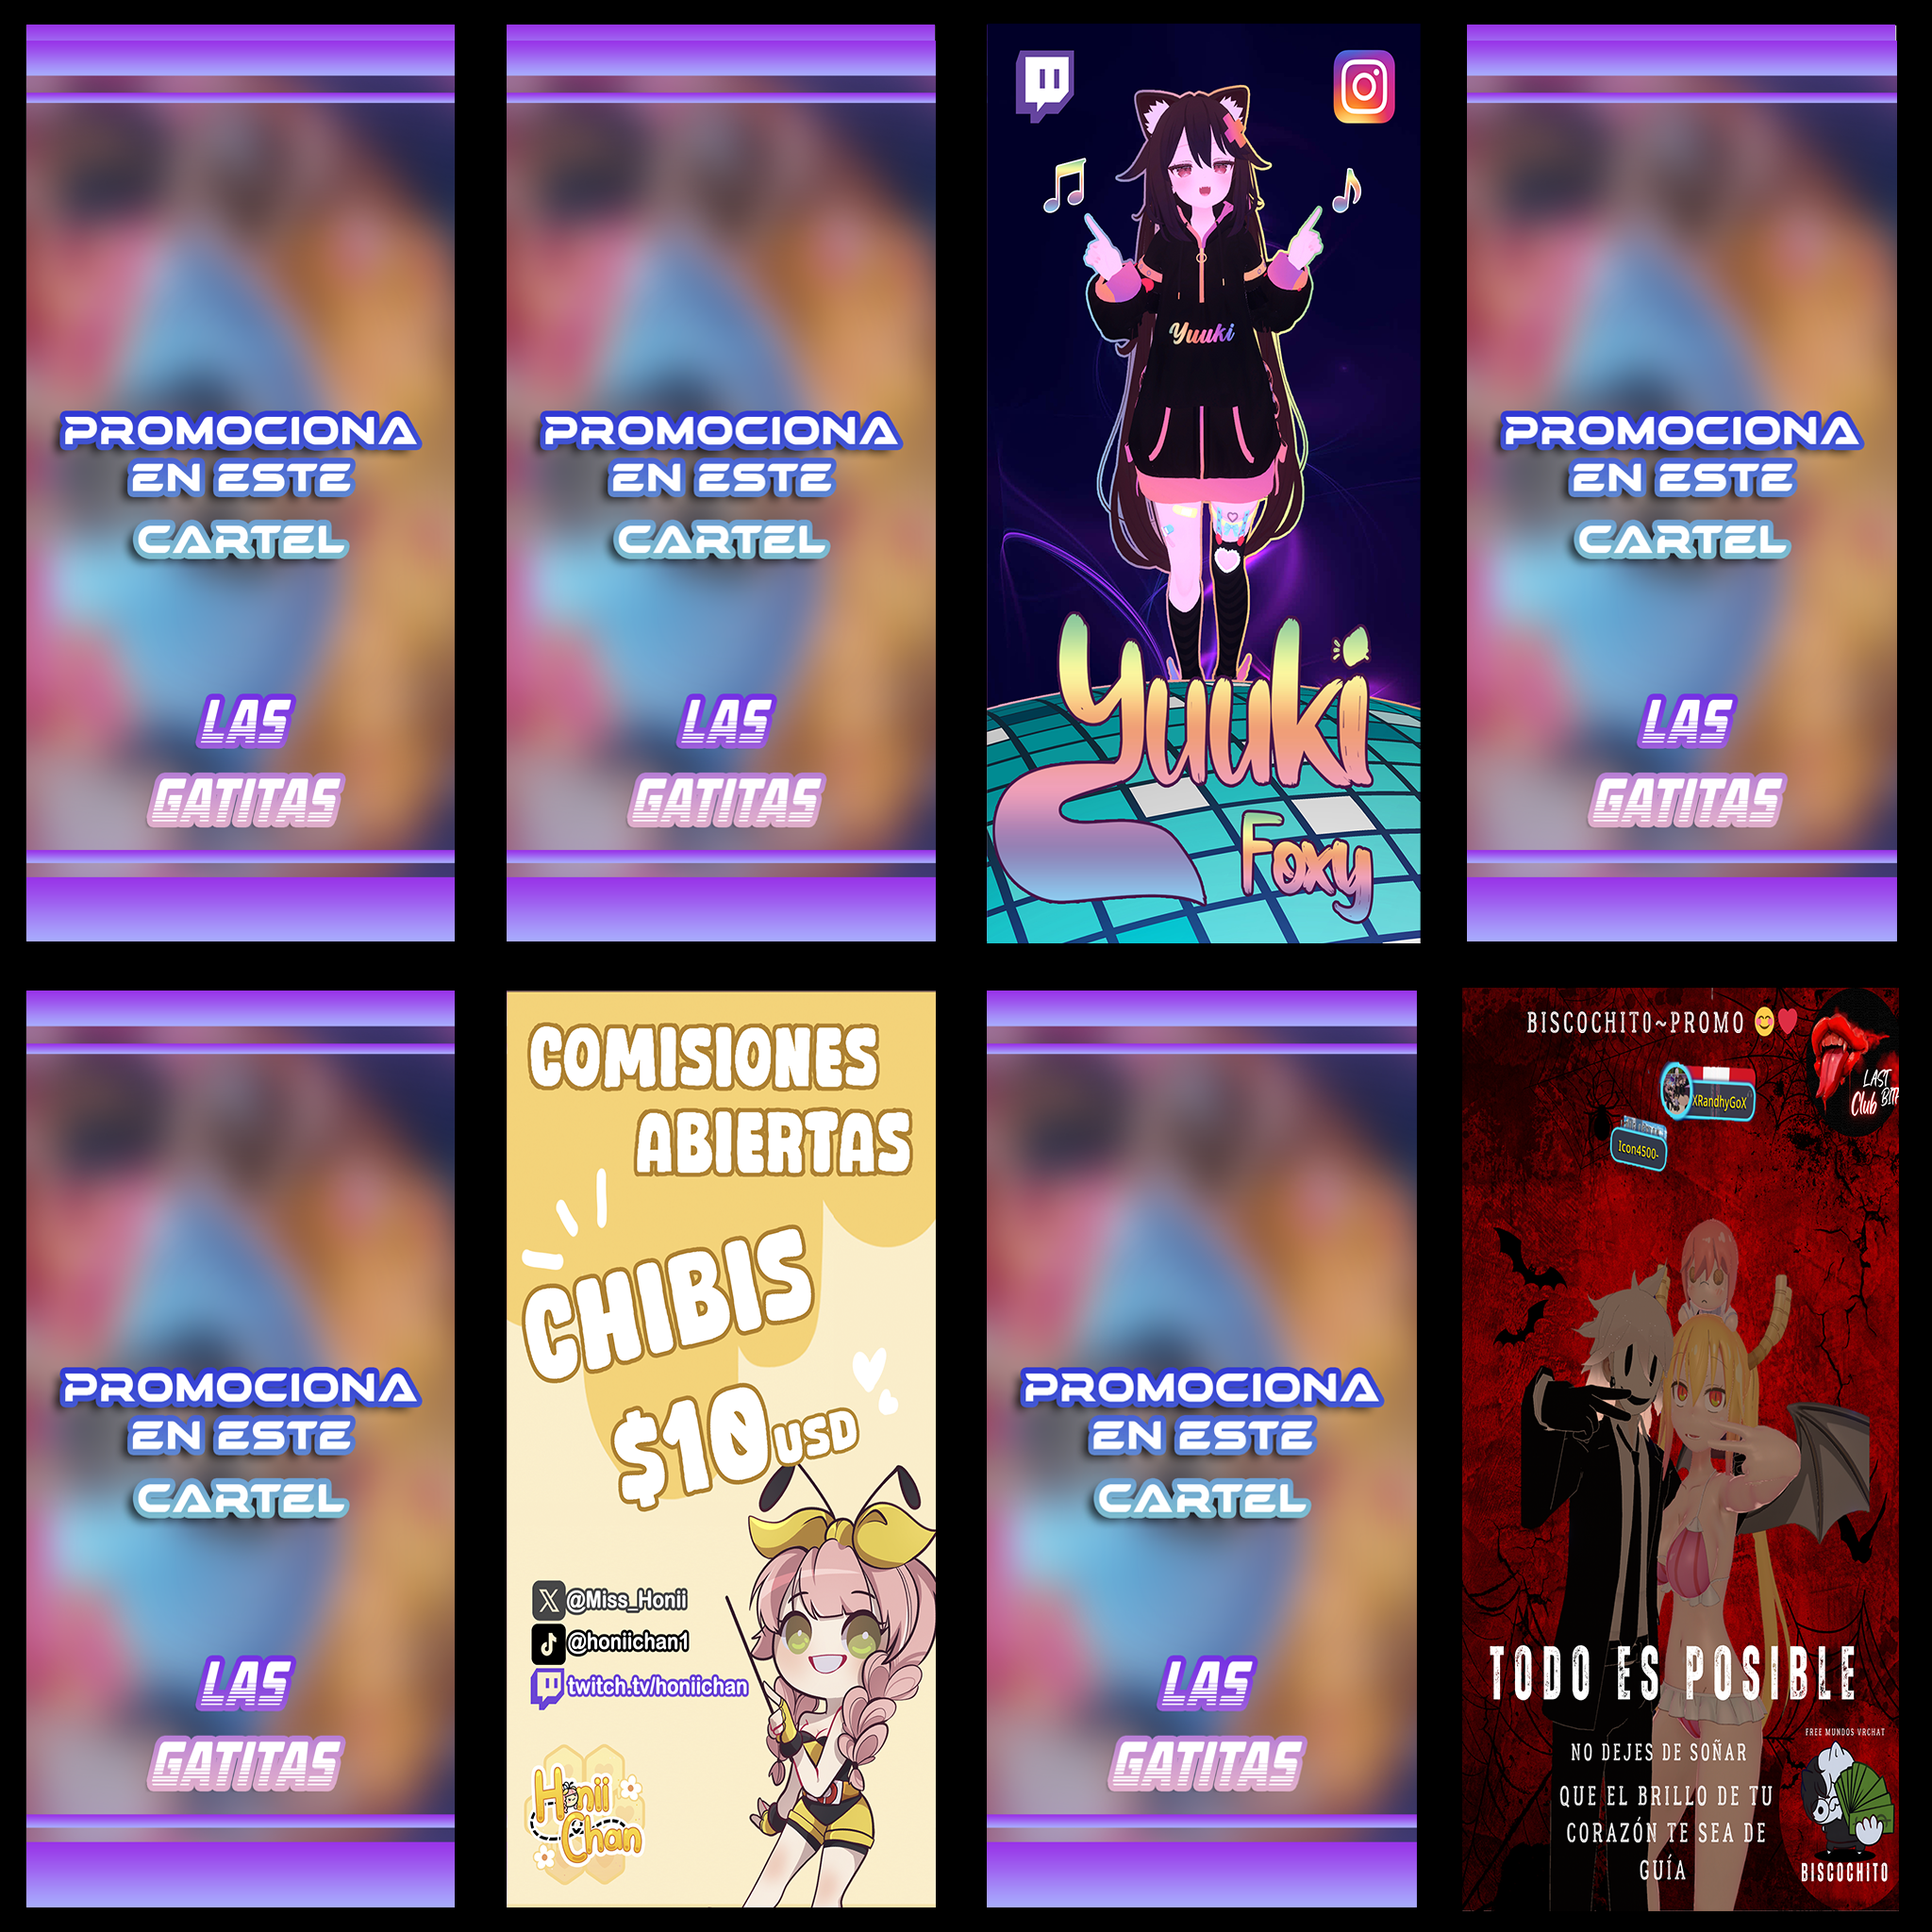 PROMOCIONA
EN ESTE
CARTEL
LAS
GATITAS
PROMOCIONA
EN ESTE
CARTEL
LAS
GATITAS
Yuuki
Yuuki
Foxy
PROMOCIONA
EN ESTE
CARTEL
LAS
GATITAS
PROMOCIONA
EN ESTE
CARTEL
LAS
GATITAS
COMISIONES
ABIERTAS
CHIBIS
$10 USD
@Miss_Honii
@honiichan1
twitch.tv/honiichan
Honii
Chan
PROMOCIONA
EN ESTE
CARTEL
LAS
GATITAS
BISCOCHIT0~PROMO 😊❤️
LAST
Club
XRandhyGoX
Icon4500-
TODO ES POSIBLE
FREE MUNDOS VRCHAT
NO DEJES DE SOÑAR
QUE EL BRILLO DE TU
CORAZÓN TE SEA DE
GUÍA
BISCOCHITO